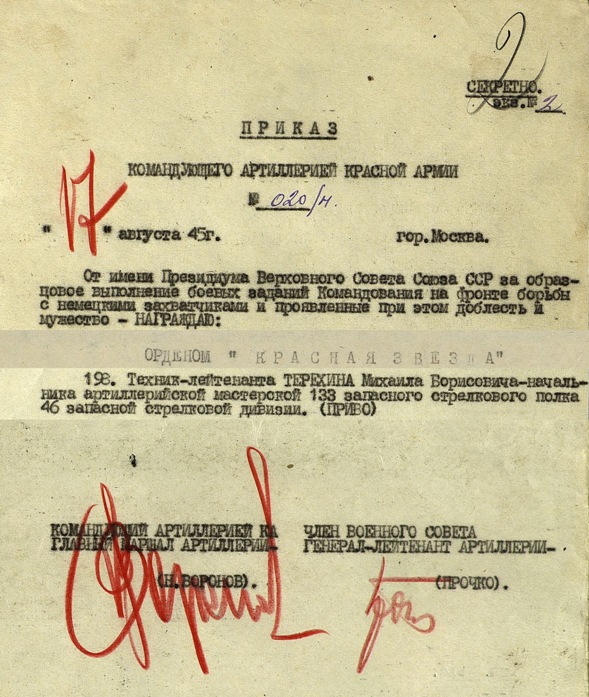 2
СЕКРЕТНО.
экз.№ 2
ПРИКАЗ
КОМАНДУЮЩЕГО АРТИЛЛЕРИЕЙ КРАСНОЙ АРМИИ
№ 020/н.
" 17 " августа 45г. гор.Москва.
От имени Президиума Верховного Совета Союза ССР за образ-
цовое выполнение боевых заданий Командования на фронте борьбы
с немецкими захватчиками и проявленные при этом доблесть и
мужество - НАГРАЖДАЮ:
ОРДЕНОМ " КРАСНАЯ ЗВЕЗДА"
198. Техник-лейтенанта ТЕРЕХИНА Михаила Борисовича-началь-
ника артиллерийской мастерской 133 запасного стрелкового полка
46 запасной стрелковой дивизии. (ПРИВО)
КОМАНДУЮЩИЙ АРТИЛЛЕРИЕЙ КА ЧЛЕН ВОЕННОГО СОВЕТА
ГЛАВНЫЙ МАРШАЛ АРТИЛЛЕРИИ- ГЕНЕРАЛ-ЛЕЙТЕНАНТ АРТИЛЛЕРИИ-
(Н.ВОРОНОВ). (ПРОЧКО).